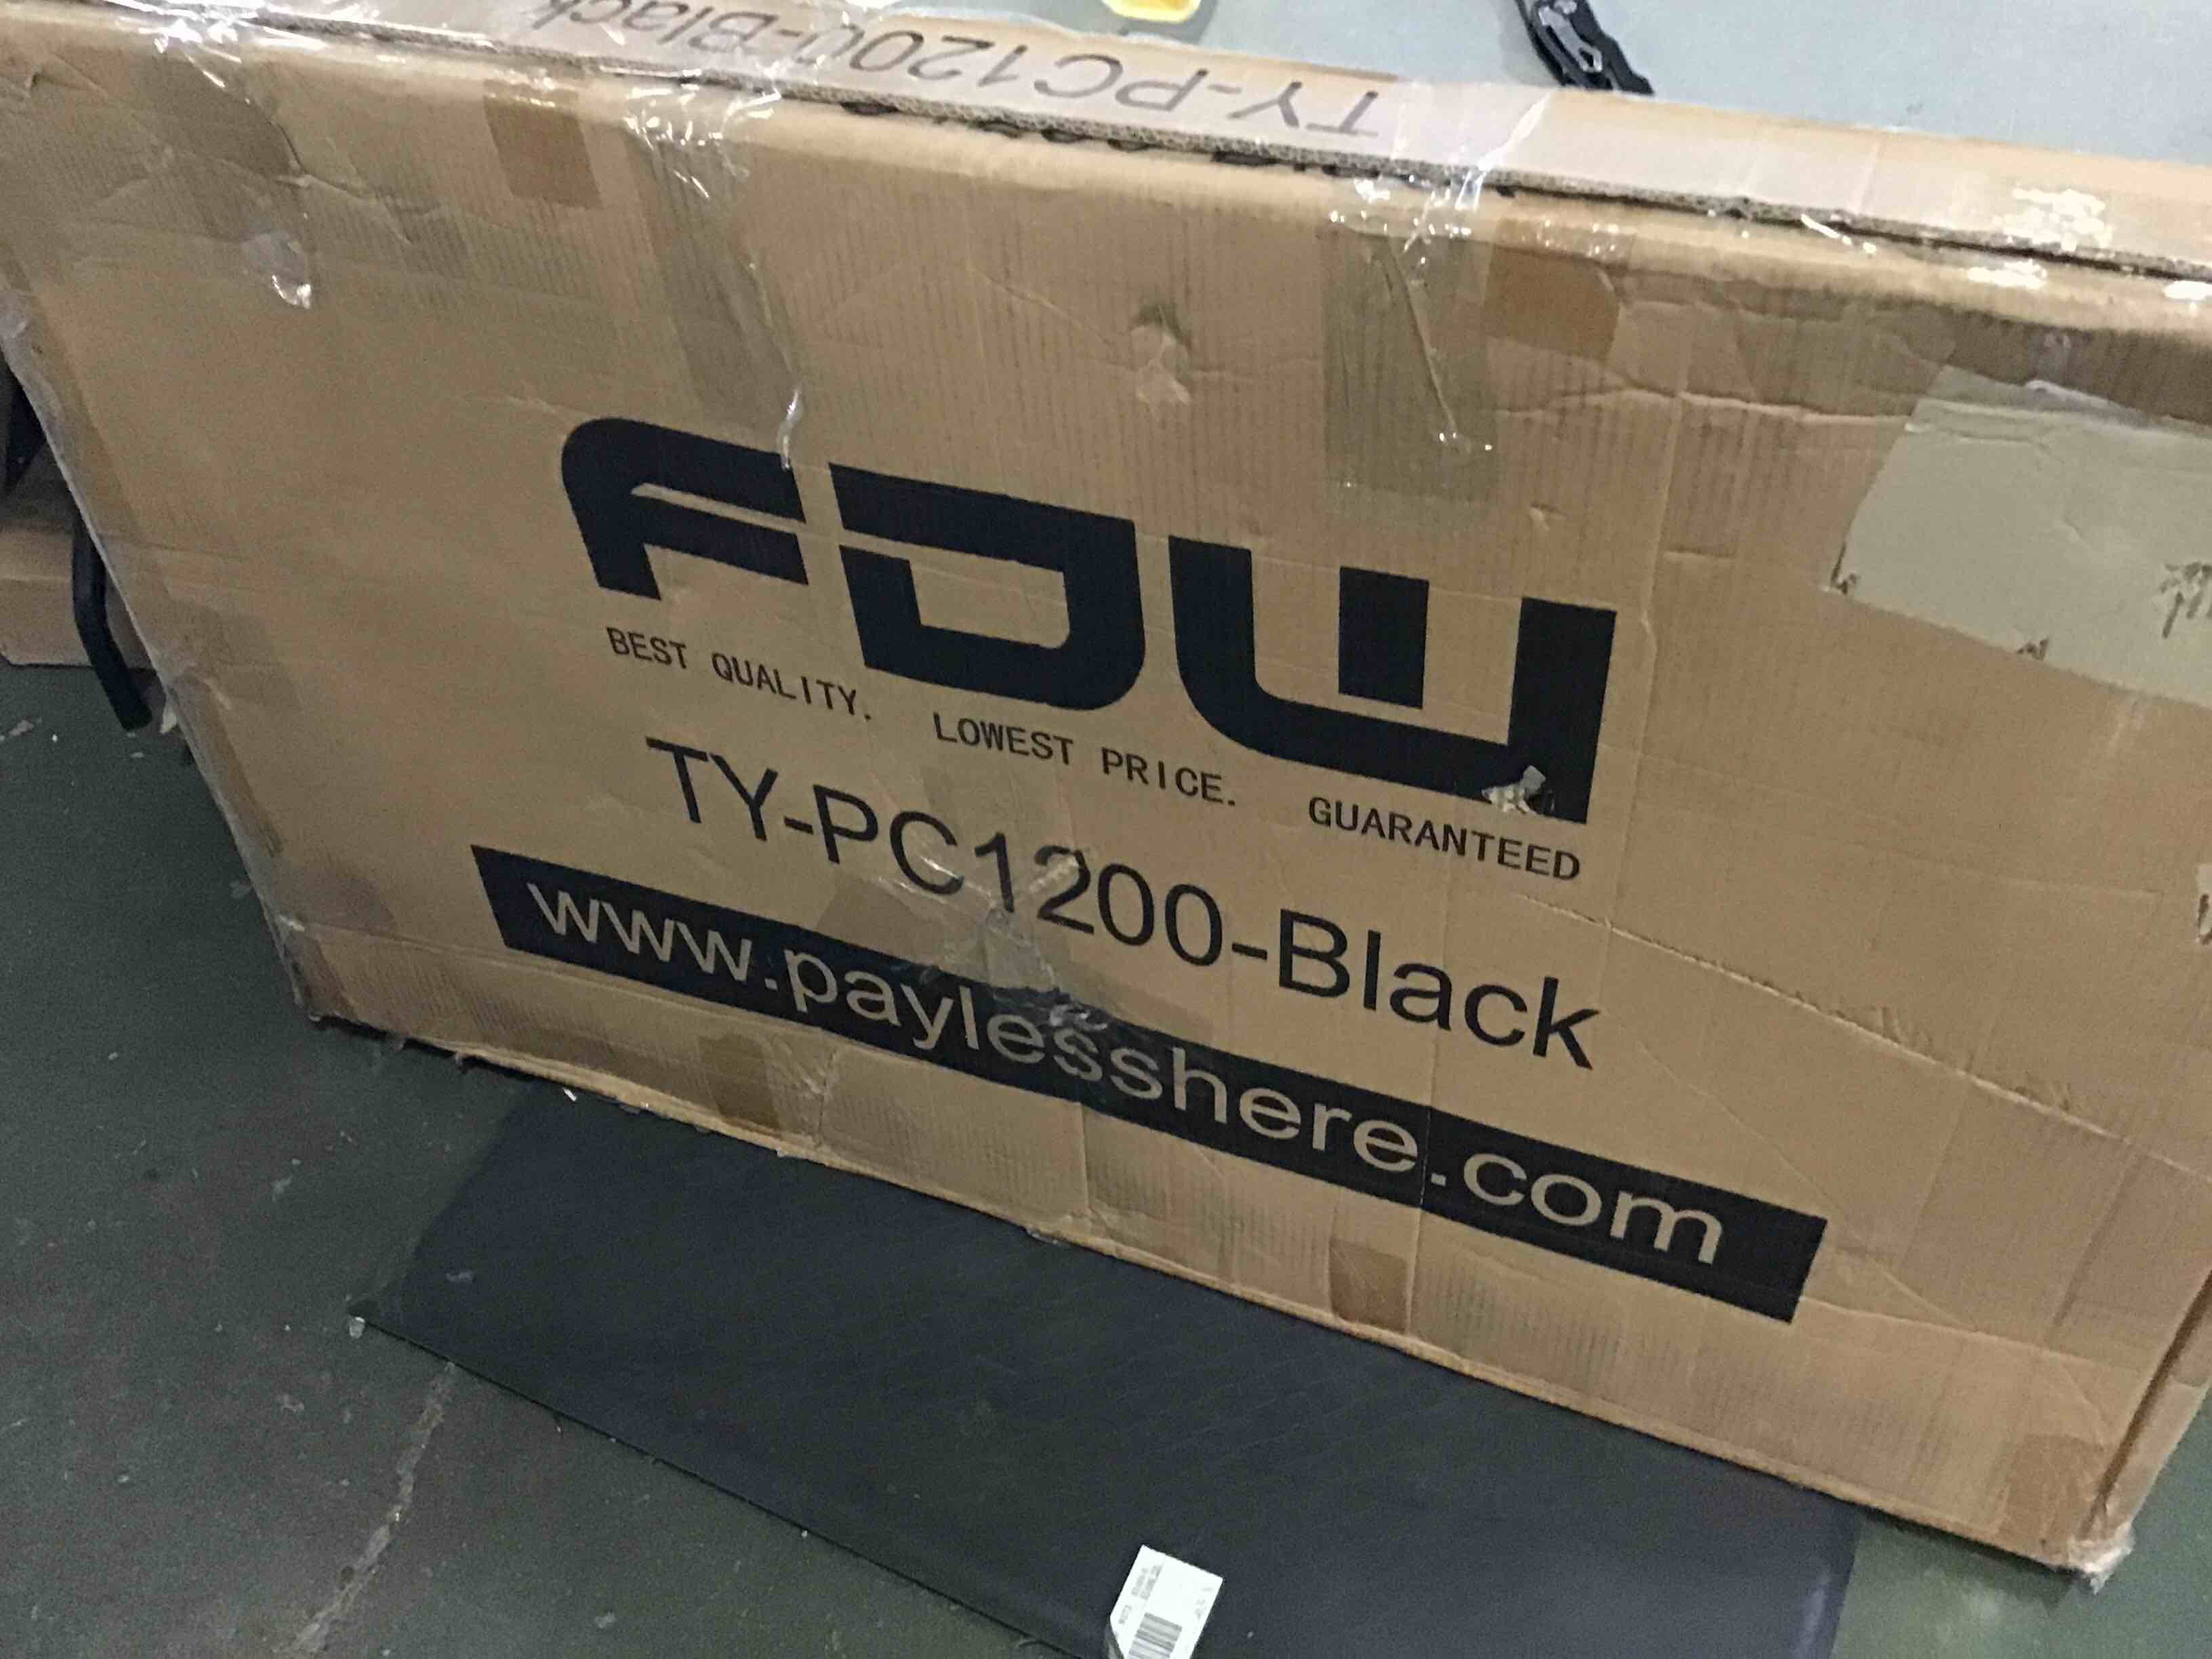 TY-PC1200-Black
FDW
BEST QUALITY. LOWEST PRICE. GUARANTEED
TY-PC1200-Black
www.paylesshere.com